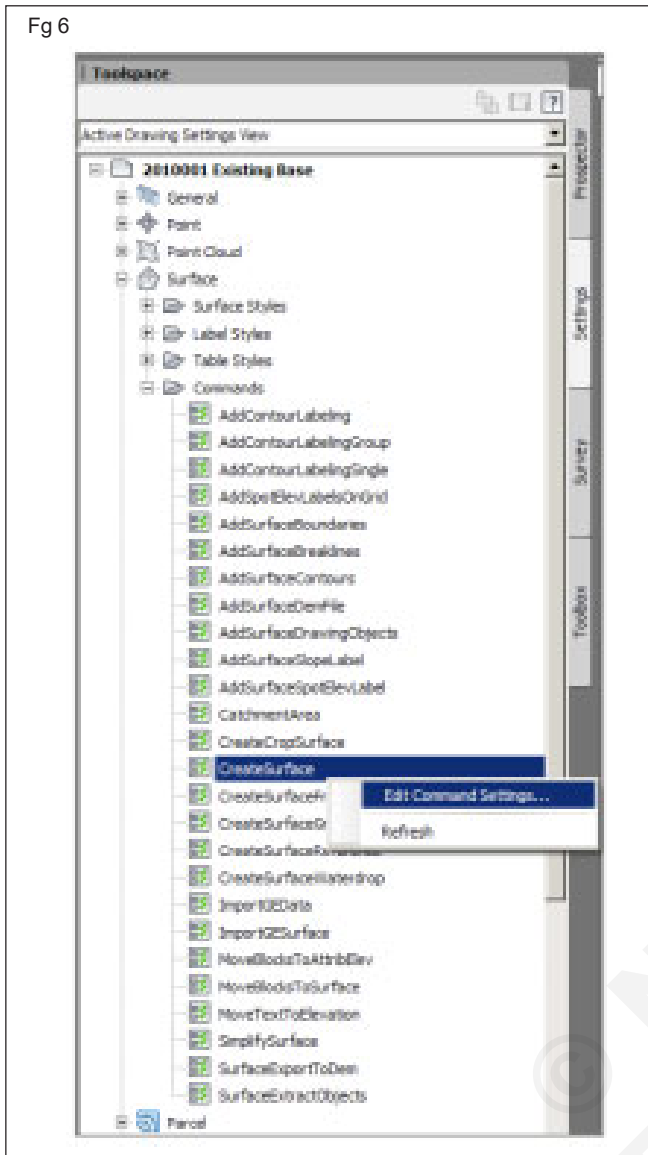 Fg 6
Toolspace
Active Drawing Settings View
2010001 Existing Base
General
Point
Point Cloud
Surface
Surface Styles
Label Styles
Table Styles
Commands
AddContourLabeling
AddContourLabelingGroup
AddContourLabelingSingle
AddSpotElevLabelsOnGrid
AddSurfaceBoundaries
AddSurfaceBreaklines
AddSurfaceContours
AddSurfaceDemFile
AddSurfaceDrawingObjects
AddSurfaceSlopeLabel
AddSurfaceSpotElevLabel
CatchmentArea
CreateCropSurface
CreateSurface
Edit Command Settings...
Refresh
CreateSurfaceWaterdrop
ImportGEData
ImportGESurface
MoveBlocksToAttribElev
MoveBlocksToSurface
MoveTextToElevation
SimplifySurface
SurfaceExportToDem
SurfaceExtractObjects
Parcel
Prospector
Settings
Survey
Toolbox